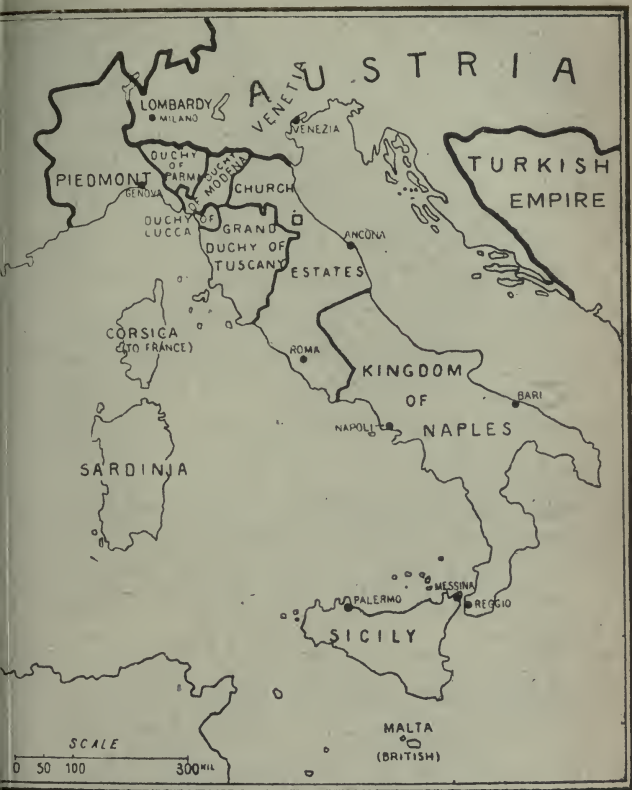 AUSTRIA
LOMBARDY
MILANO
VENETIA
VENEZIA
TURKISH
EMPIRE
PIEDMONT
GENOVA
DUCHY
OF
PARMA
DUCHY
OF MODENA
CHURCH
DUCHY OF
LUCCA
GRAND
DUCHY OF
TUSCANY
ANCONA
ESTATES
CORSICA
(TO FRANCE)
ROMA
KINGDOM
OF
NAPLES
BARI
NAPOLI
SARDINIA
MESSINA
PALERMO
REGGIO
SICILY
MALTA
(BRITISH)
SCALE
0 50 100 300 KIL